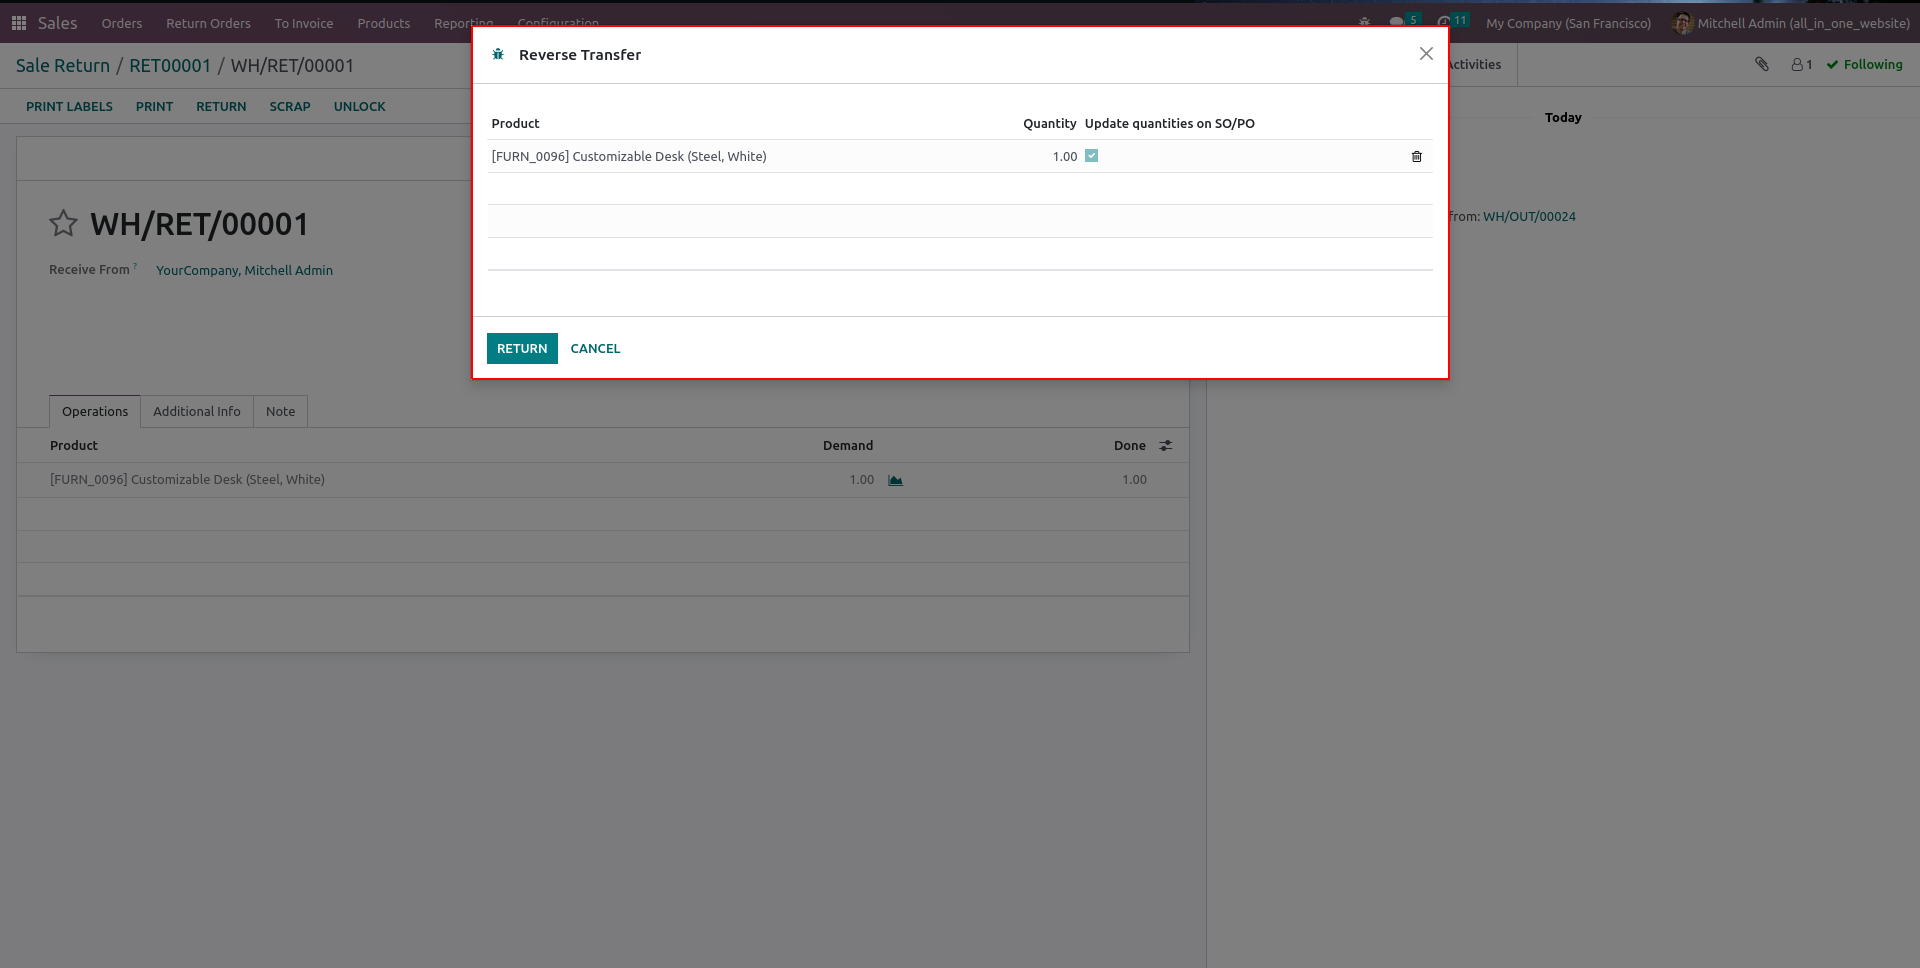 Sales Orders Return Orders To Invoice Products Reporting Configuration 5 11 My Company (San Francisco) Mitchell Admin (all_in_one_website)
Sale Return / RET00001 / WH/RET/00001
Activities 1 Following
PRINT LABELS PRINT RETURN SCRAP UNLOCK
Reverse Transfer
Product Quantity Update quantities on SO/PO
[FURN_0096] Customizable Desk (Steel, White) 1.00
RETURN CANCEL
Today
from: WH/OUT/00024
WH/RET/00001
Receive From ? YourCompany, Mitchell Admin
Operations Additional Info Note
Product Demand Done
[FURN_0096] Customizable Desk (Steel, White) 1.00 1.00